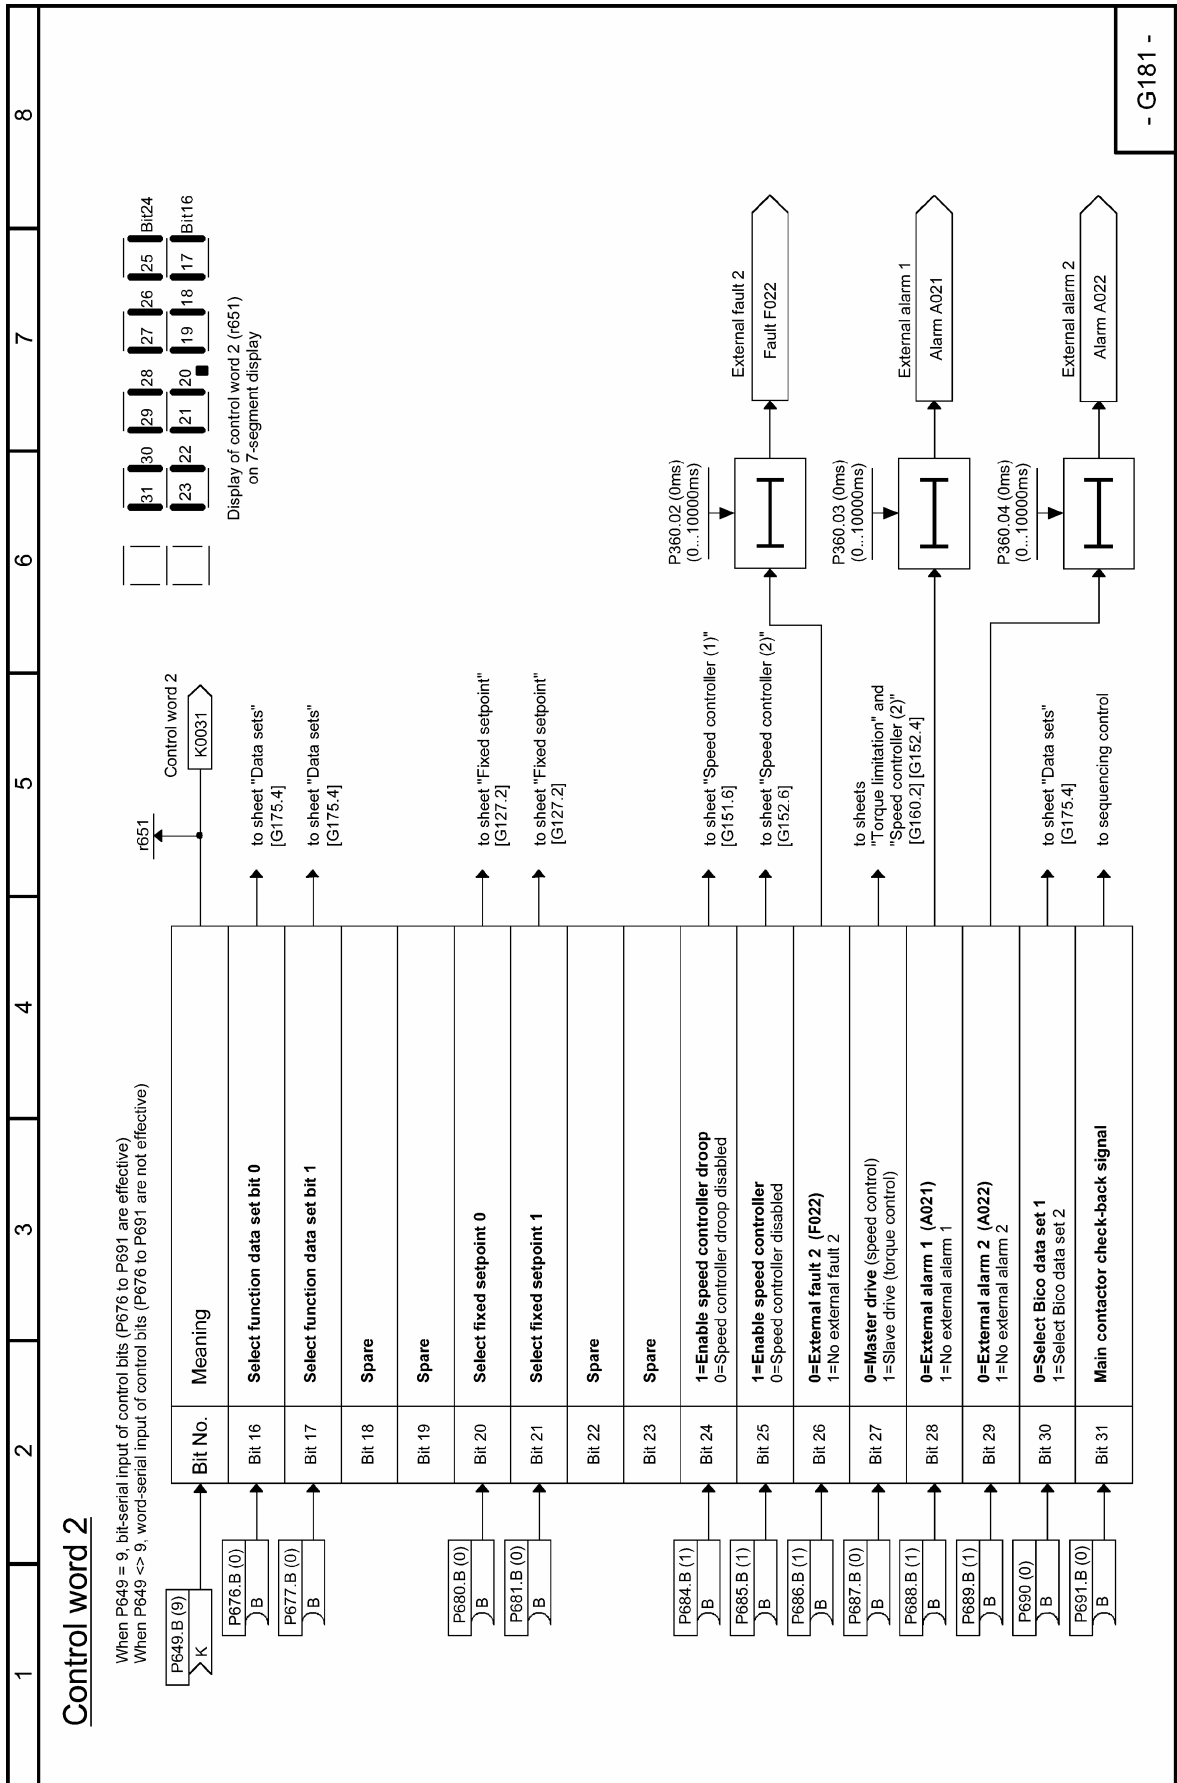 1 2 3 4 5 6 7 8
Control word 2
When P649 = 9, bit-serial input of control bits (P676 to P691 are effective)
When P649 <> 9, word-serial input of control bits (P676 to P691 are not effective)
31 30 29 28 27 26 25 Bit24
23 22 21 20 19 18 17 Bit16
Display of control word 2 (r651)
on 7-segment display
r651
Control word 2
K0031
P649.B (9)
K
Bit No. Meaning
P676.B (0)
B
Bit 16 Select function data set bit 0
to sheet "Data sets"
[G175.4]
P677.B (0)
B
Bit 17 Select function data set bit 1
to sheet "Data sets"
[G175.4]
Bit 18 Spare
Bit 19 Spare
P680.B (0)
B
Bit 20 Select fixed setpoint 0
to sheet "Fixed setpoint"
[G127.2]
P681.B (0)
B
Bit 21 Select fixed setpoint 1
to sheet "Fixed setpoint"
[G127.2]
Bit 22 Spare
Bit 23 Spare
P684.B (1)
B
Bit 24 1=Enable speed controller droop
0=Speed controller droop disabled
to sheet "Speed controller (1)"
[G151.6]
P685.B (1)
B
Bit 25 1=Enable speed controller
0=Speed controller disabled
to sheet "Speed controller (2)"
[G152.6]
P686.B (1)
B
Bit 26 0=External fault 2 (F022)
1=No external fault 2
P360.02 (0ms)
(0...10000ms)
External fault 2
Fault F022
P687.B (0)
B
Bit 27 0=Master drive (speed control)
1=Slave drive (torque control)
to sheets
"Torque limitation" and
"Speed controller (2)"
[G160.2] [G152.4]
P688.B (1)
B
Bit 28 0=External alarm 1 (A021)
1=No external alarm 1
P360.03 (0ms)
(0...10000ms)
External alarm 1
Alarm A021
P689.B (1)
B
Bit 29 0=External alarm 2 (A022)
1=No external alarm 2
P360.04 (0ms)
(0...10000ms)
External alarm 2
Alarm A022
P690 (0)
B
Bit 30 0=Select Bico data set 1
1=Select Bico data set 2
to sheet "Data sets"
[G175.4]
P691.B (0)
B
Bit 31 Main contactor check-back signal
to sequencing control
- G181 -